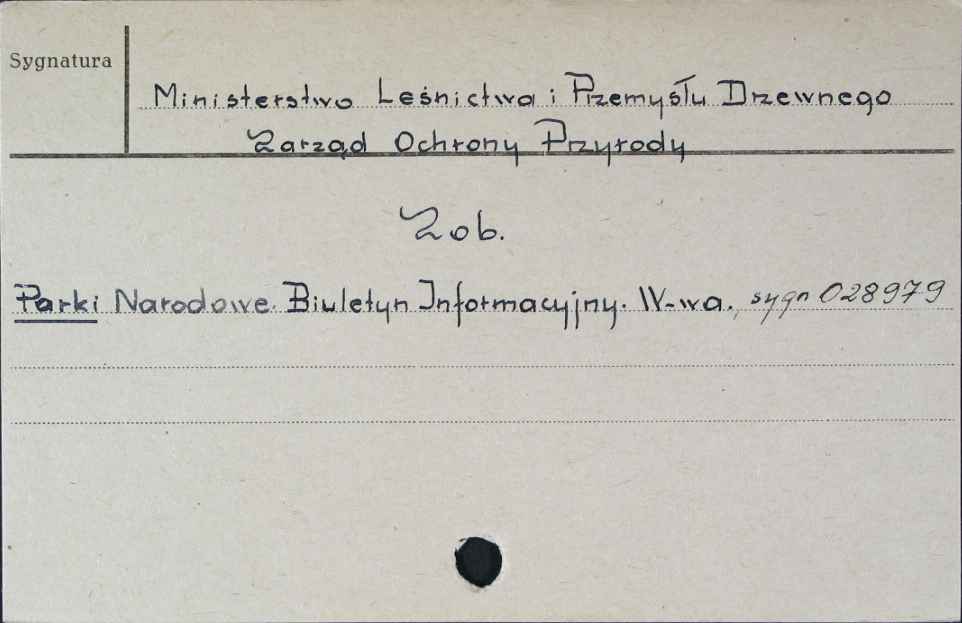 Sygnatura
Ministerstwo Leśnictwa i Przemysłu Drzewnego
Zarząd Ochrony Przyrody
Zob.
Parki Narodowe. Biuletyn Informacyjny. W-wa., sygn 028979